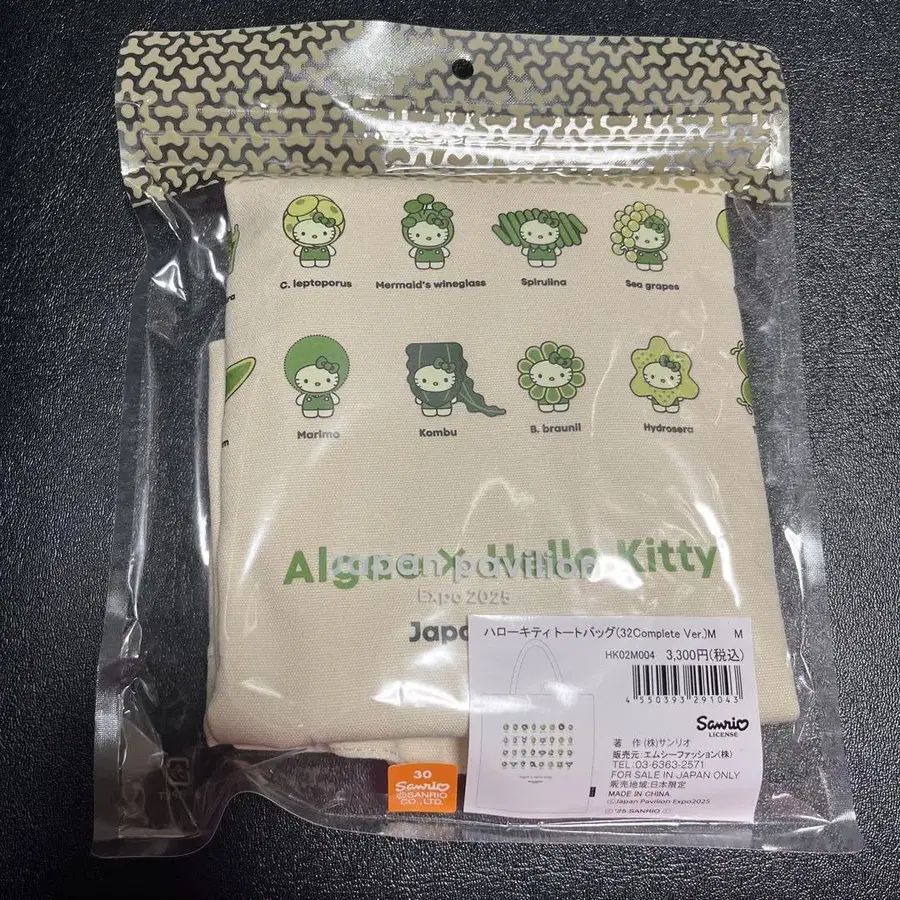 C. leptoporus
Mermaid's wineglass
Spirulina
Sea grapes
Marimo
Kombu
B. braunii
Hydrosera
Hello Kitty
Japan pavilion
Expo 2025
ハローキティ トートバッグ(32Complete Ver.)M M
HK02M004 3,300円(税込)
4 550393 291043
Sanrio
LICENSE
著 作 (株)サンリオ
販売元:エムシーファッション(株)
TEL:03-6363-2571
FOR SALE IN JAPAN ONLY
販売地域:日本限定
MADE IN CHINA
©Japan Pavilion Expo2025
©'25 SANRIO
30
Sanrio
©SANRIO
CO.,LTD.